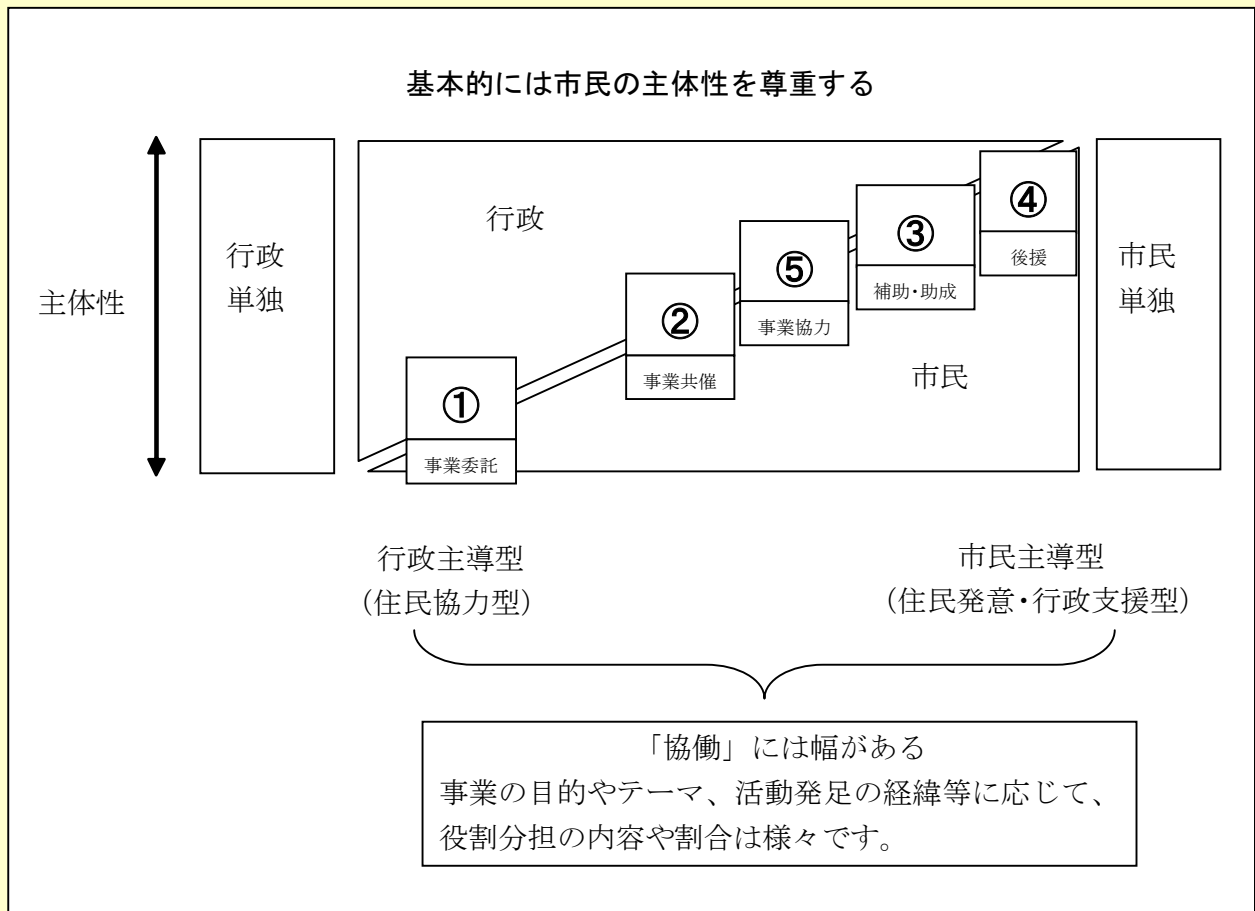 基本的には市民の主体性を尊重する
主体性
行政
単独
行政
市民
①
事業委託
②
事業共催
⑤
事業協力
③
補助・助成
④
後援
市民
単独
行政主導型
（住民協力型）
市民主導型
（住民発意・行政支援型）
「協働」には幅がある
事業の目的やテーマ、活動発足の経緯等に応じて、
役割分担の内容や割合は様々です。